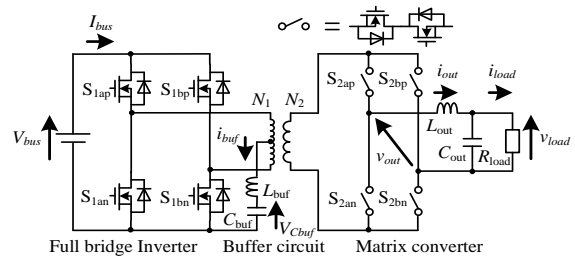 I_bus
=
S_1ap
S_1bp
N_1
N_2
S_2ap
S_2bp
i_out
i_load
V_bus
i_buf
L_out
v_load
v_out
C_out
R_load
S_1an
S_1bn
L_buf
C_buf
V_Cbuf
S_2an
S_2bn
Full bridge Inverter
Buffer circuit
Matrix converter